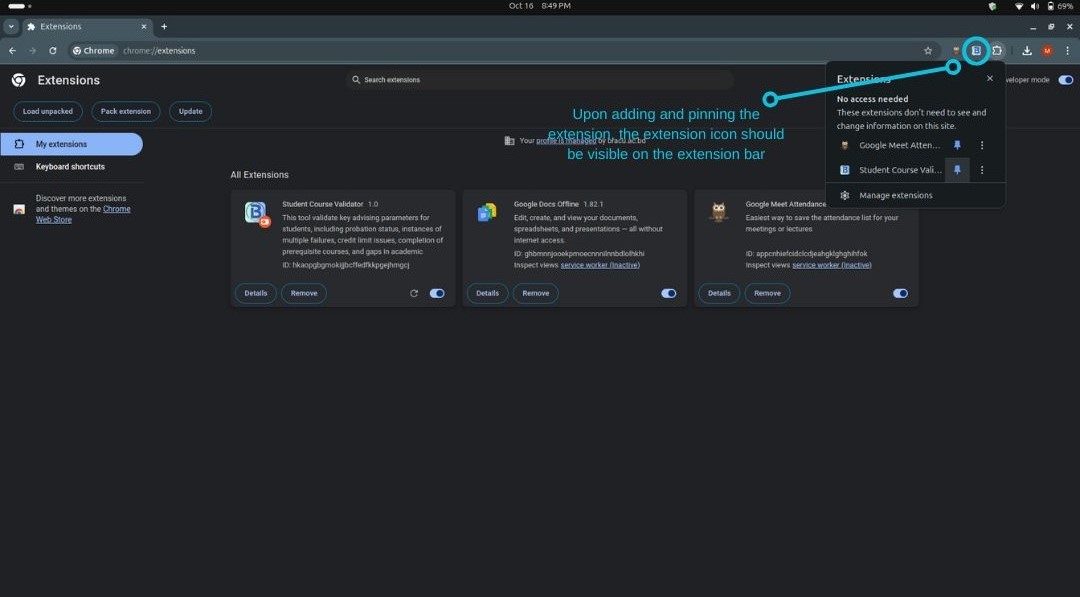 Oct 16 8:49 PM
69%
Extensions
Chrome
chrome://extensions
M
Extensions
Search extensions
Extensions
veloper mode
No access needed
These extensions don't need to see and
change information on this site.
Google Meet Atten...
Student Course Vali...
Manage extensions
Load unpacked
Pack extension
Update
Upon adding and pinning the
extension, the extension icon should
be visible on the extension bar
My extensions
Keyboard shortcuts
Your profile is managed by bracu.ac.bd
Discover more extensions
and themes on the Chrome
Web Store
All Extensions
Student Course Validator 1.0
This tool validate key advising parameters for
students, including probation status, instances of
multiple failures, credit limit issues, completion of
prerequisite courses, and gaps in academic
Details
Remove
Google Docs Offline 1.82.1
Edit, create, and view your documents,
spreadsheets, and presentations — all without
internet access.
ID: ghbmnnjooekpmoecnnnilnnbdlolhkhi
Inspect views service worker (Inactive)
Details
Remove
Google Meet Attendance
Easiest way to save the attendance list for your
meetings or lectures
Inspect views service worker (Inactive)
Details
Remove